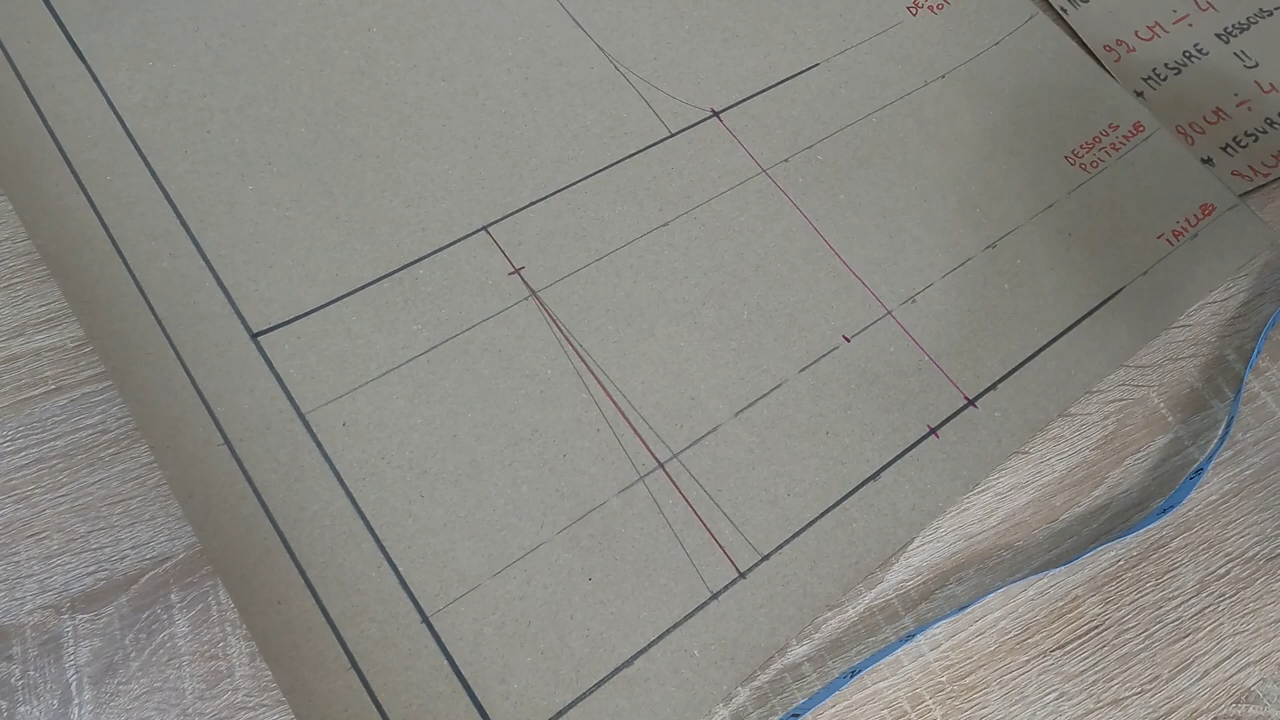 92 CM ÷ 4
+ MESURE DESSOUS
80 CM ÷ 4
+ MESURE
DESSOUS
POITRINE
TAILLE